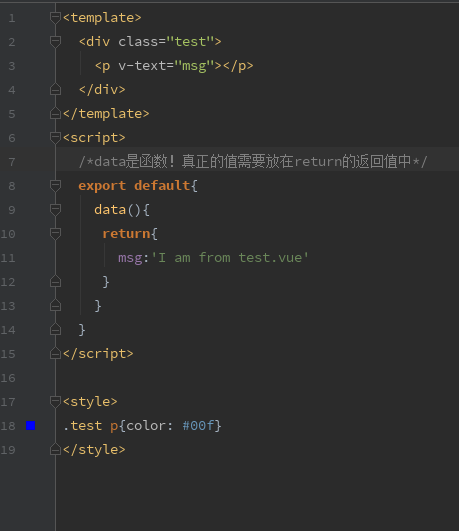 1 <template>
2   <div class="test">
3     <p v-text="msg"></p>
4   </div>
5 </template>
6 <script>
7   /*data是函数！真正的值需要放在return的返回值中*/
8   export default{
9     data(){
10      return{
11        msg:'I am from test.vue'
12      }
13     }
14   }
15 </script>
16
17 <style>
18 .test p{color: #00f}
19 </style>